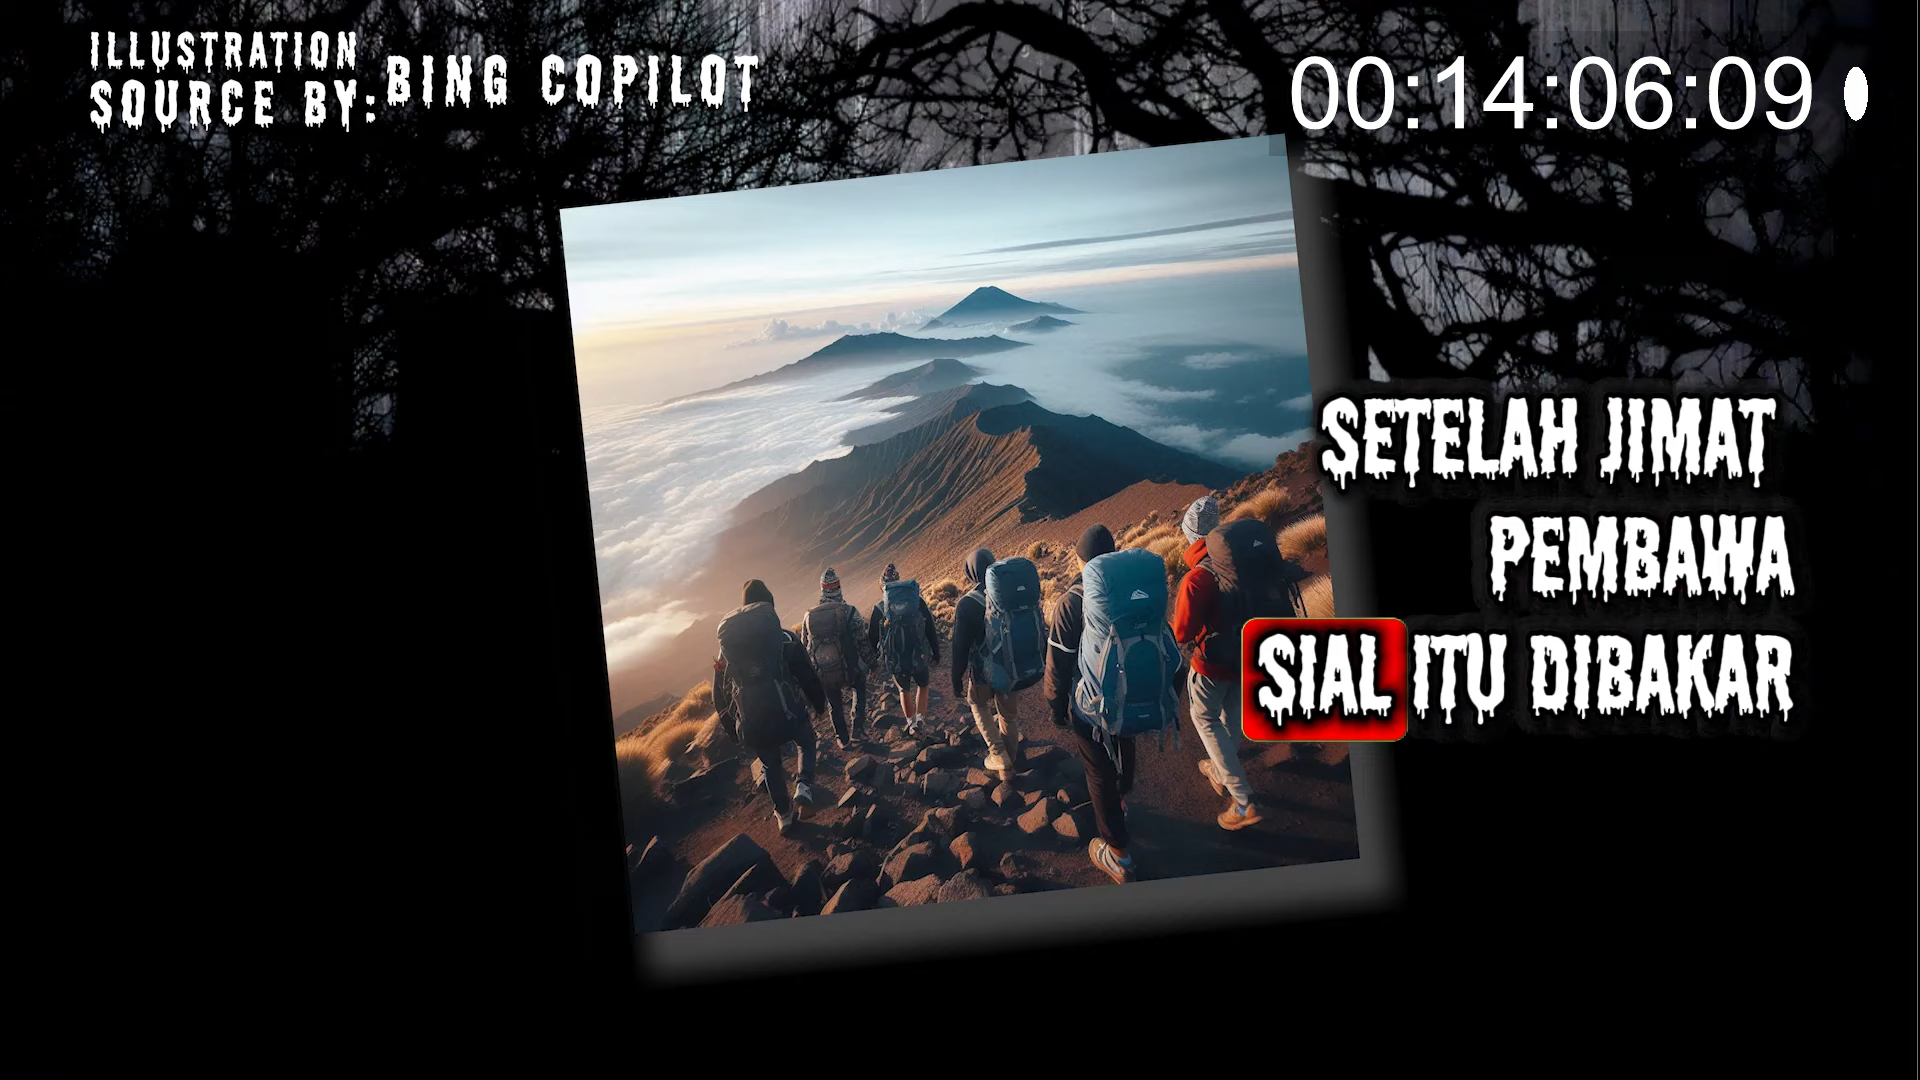 ILLUSTRATION
SOURCE BY: BING COPILOT
00:14:06:09
SETELAH JIMAT
PEMBAWA
SIAL ITU DIBAKAR